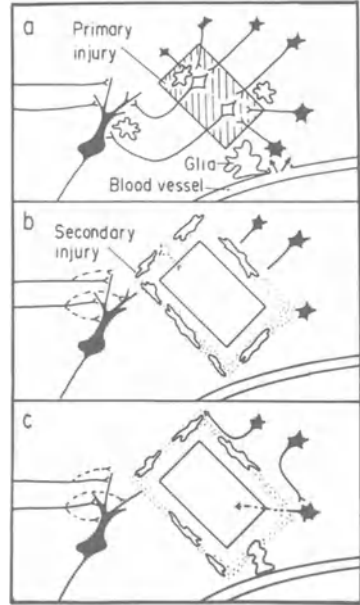 a
Primary
injury
Glia
Blood vessel
b
Secondary
injury
c